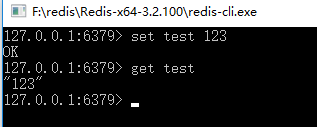 F:\redis\Redis-x64-3.2.100\redis-cli.exe
127.0.0.1:6379> set test 123
OK
127.0.0.1:6379> get test
"123"
127.0.0.1:6379>